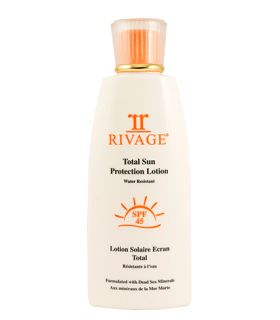 RIVAGE®
Total Sun
Protection Lotion
Water Resistant
SPF
45
Lotion Solaire Ecran
Total
Résistante à l'eau
Formulated with Dead Sea Minerals
Aux minéraux de la Mer Morte